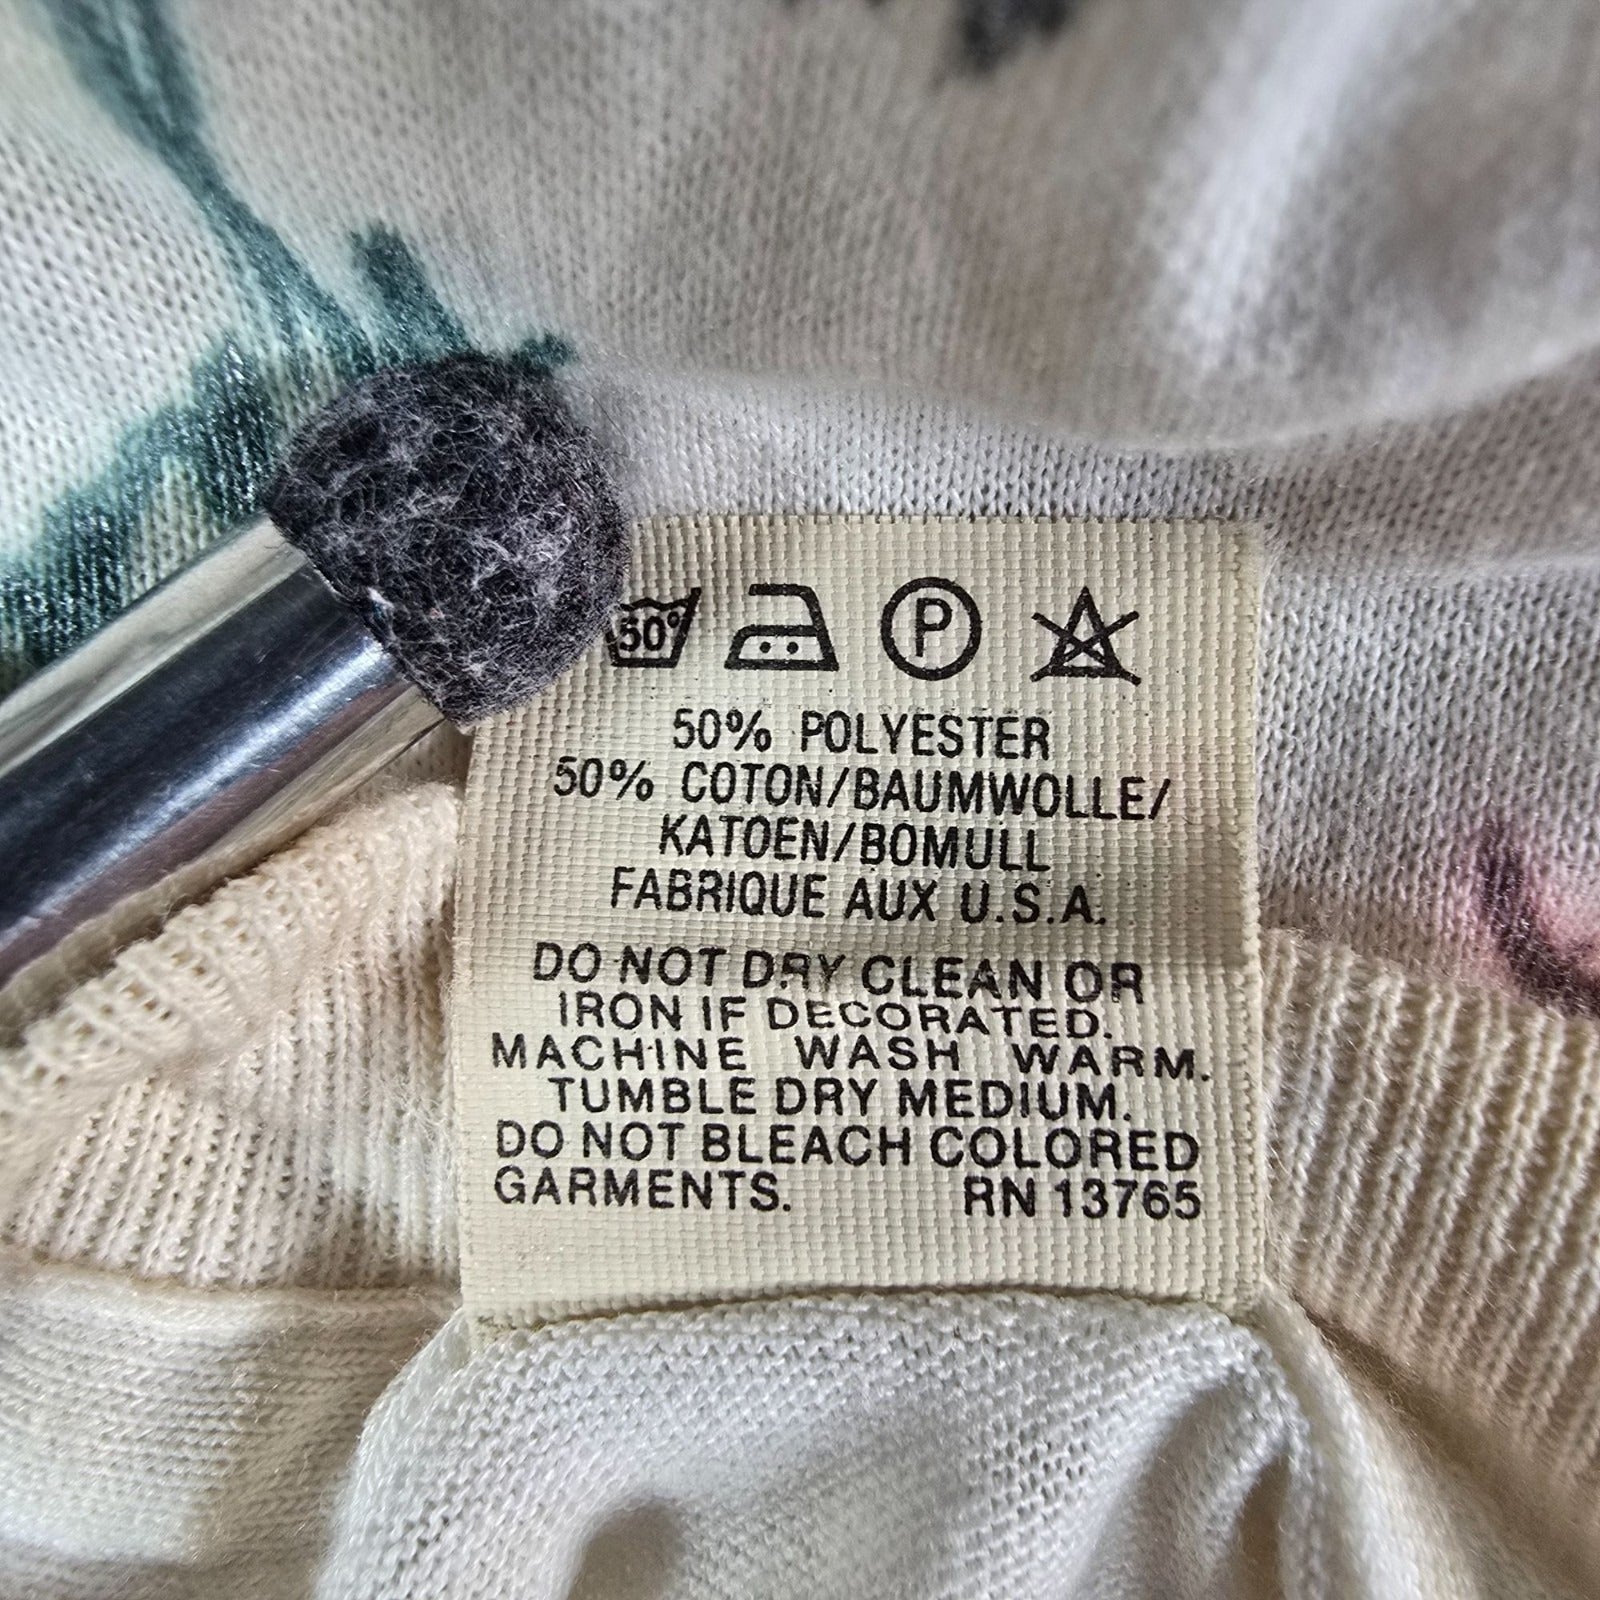 50°
P
50% POLYESTER
50% COTON/BAUMWOLLE/
KATOEN/BOMULL
FABRIQUE AUX U.S.A.
DO NOT DRY CLEAN OR
IRON IF DECORATED.
MACHINE WASH WARM.
TUMBLE DRY MEDIUM.
DO NOT BLEACH COLORED
GARMENTS. RN 13765